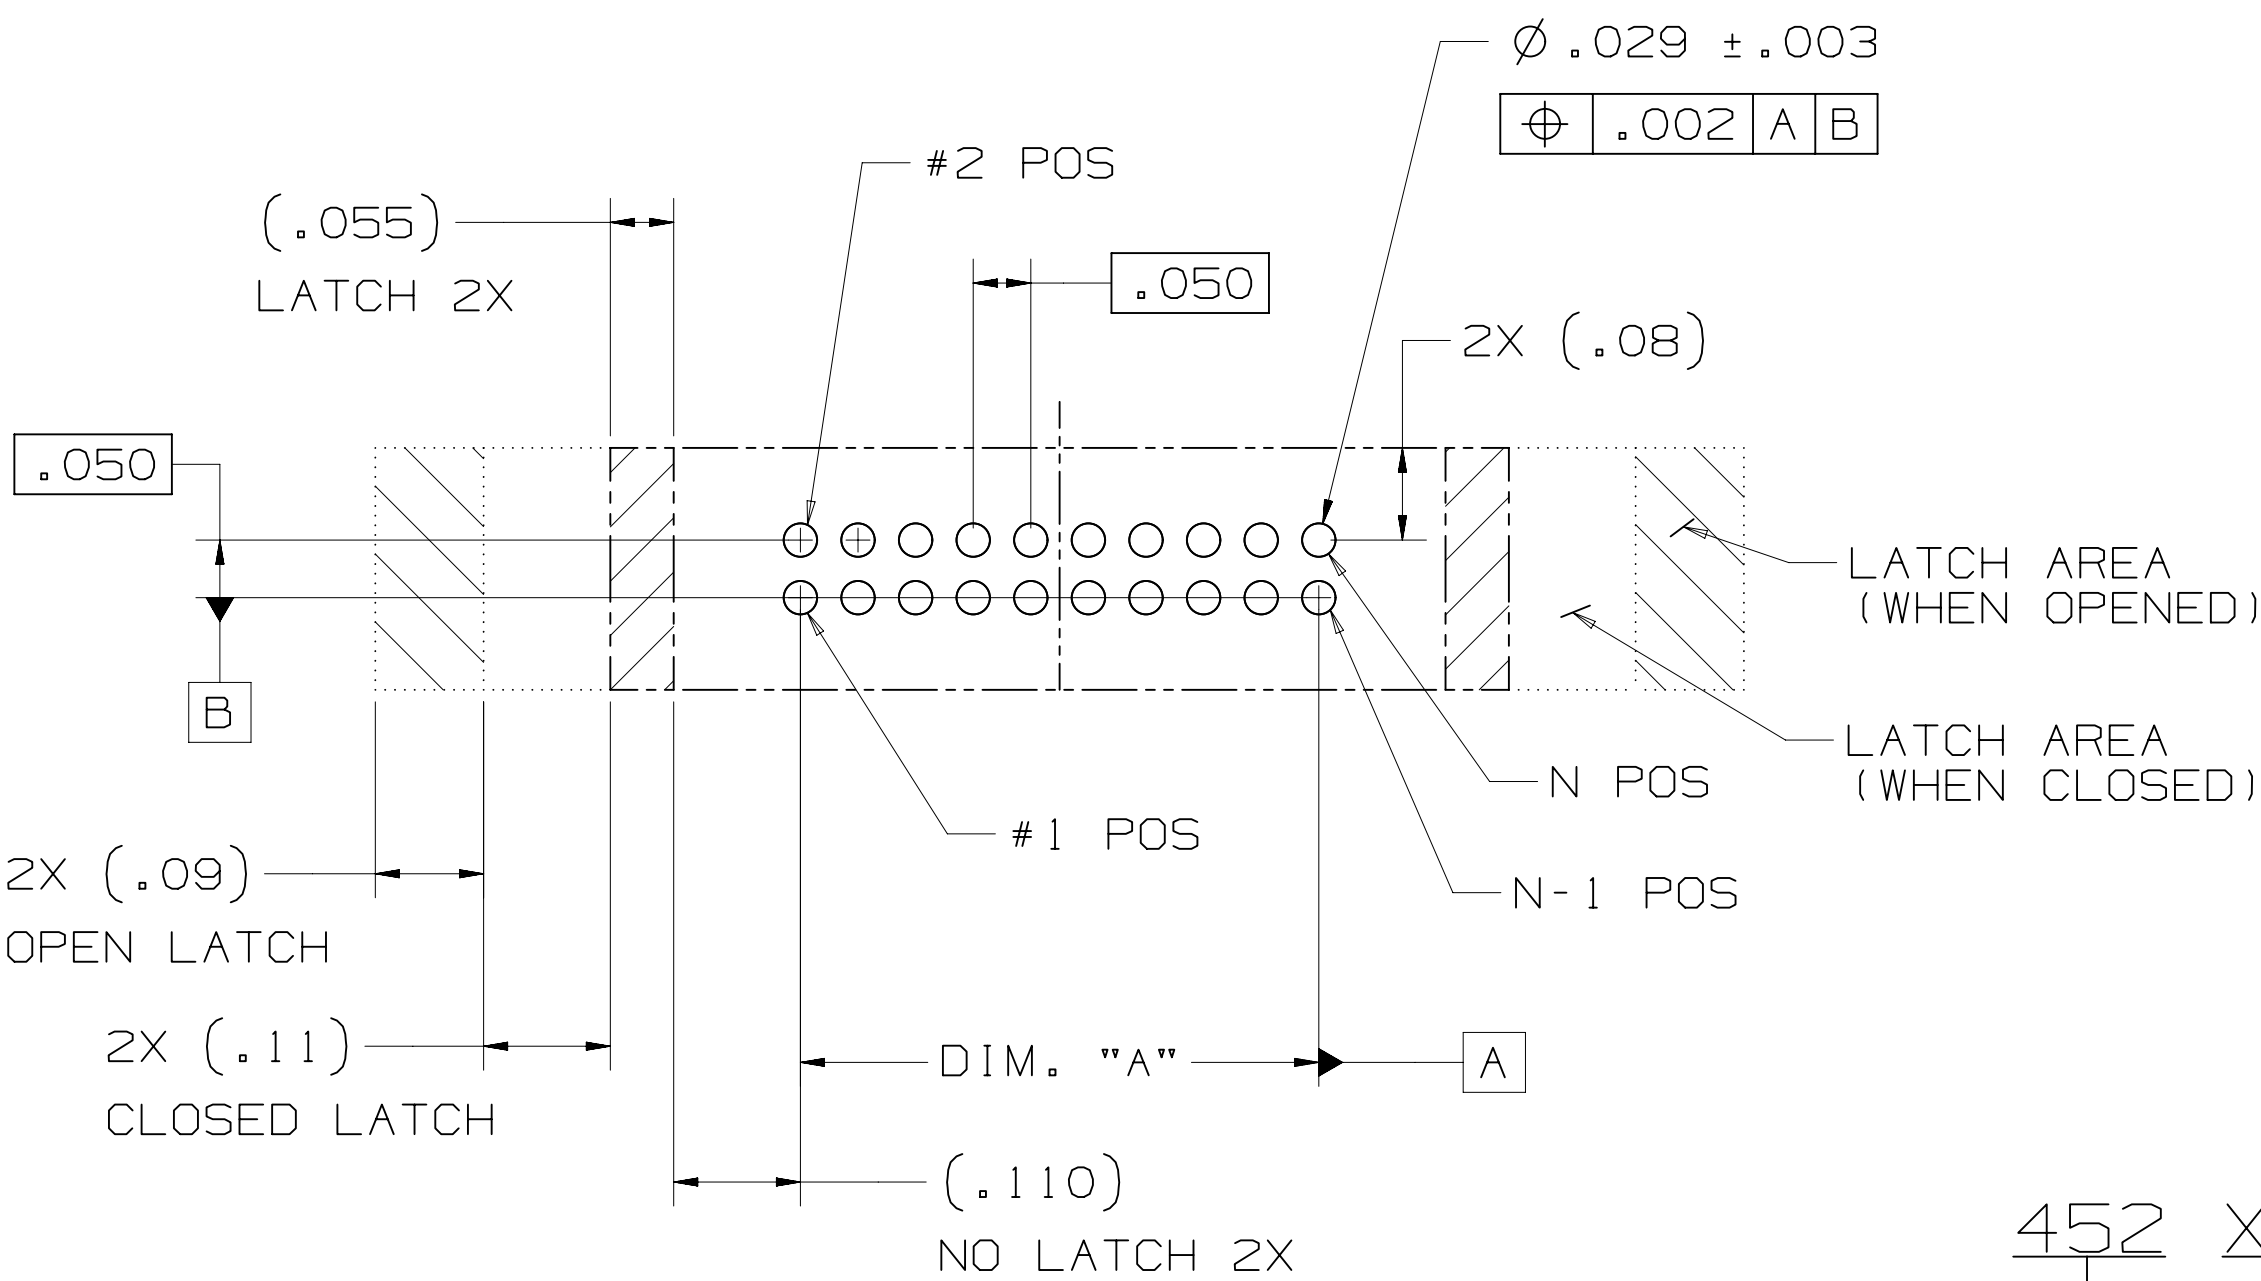 Ø .029 ±.003
⌖ .002 A B
#2 POS
(.055)
LATCH 2X
.050
2X (.08)
.050
LATCH AREA
(WHEN OPENED)
B
LATCH AREA
(WHEN CLOSED)
N POS
#1 POS
2X (.09)
OPEN LATCH
N-1 POS
2X (.11)
CLOSED LATCH
DIM. "A"
A
(.110)
NO LATCH 2X
452 X